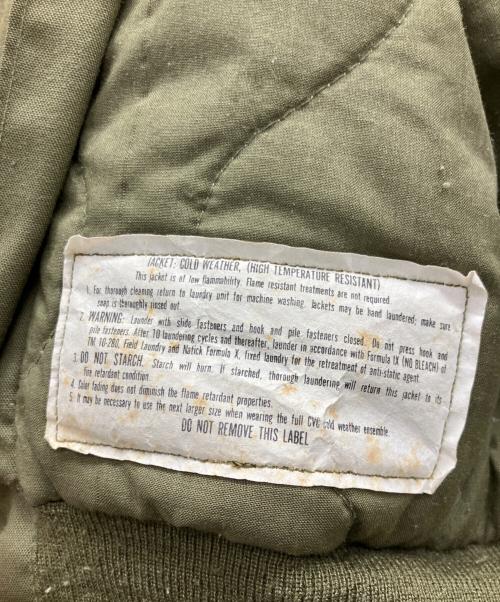 JACKET, COLD WEATHER, (HIGH TEMPERATURE RESISTANT)
This jacket is of low flammability. Flame resistant treatments are not required.
1. For thorough cleaning return to laundry unit for machine washing. Jackets may be hand laundered; make sure
soap is thoroughly rinsed out.
2. WARNING: Launder with slide fasteners and hook and pile fasteners closed. Do not press hook and
pile fasteners. After 10 laundering cycles and thereafter, launder in accordance with Formula IX (NO BLEACH) of
TM 10-280, Field Laundry and Natick Formula X, fixed laundry for the retreatment of anti-static agent.
3. DO NOT STARCH. Starch will burn. If starched, thorough laundering will return this jacket to its
fire retardant condition.
4. Color fading does not diminish the flame retardant properties.
5. It may be necessary to use the next larger size when wearing the full CVC cold weather ensemble.
DO NOT REMOVE THIS LABEL